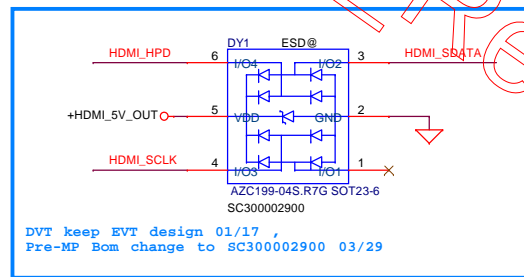 DY1 ESD@
HDMI_HPD 6 I/O4 I/O2 3 HDMI_SDATA
+HDMI_5V_OUT 5 VDD GND 2
HDMI_SCLK 4 I/O3 I/O1 1
AZC199-04S.R7G SOT23-6
SC300002900
DVT keep EVT design 01/17 ,
Pre-MP Bom change to SC300002900 03/29